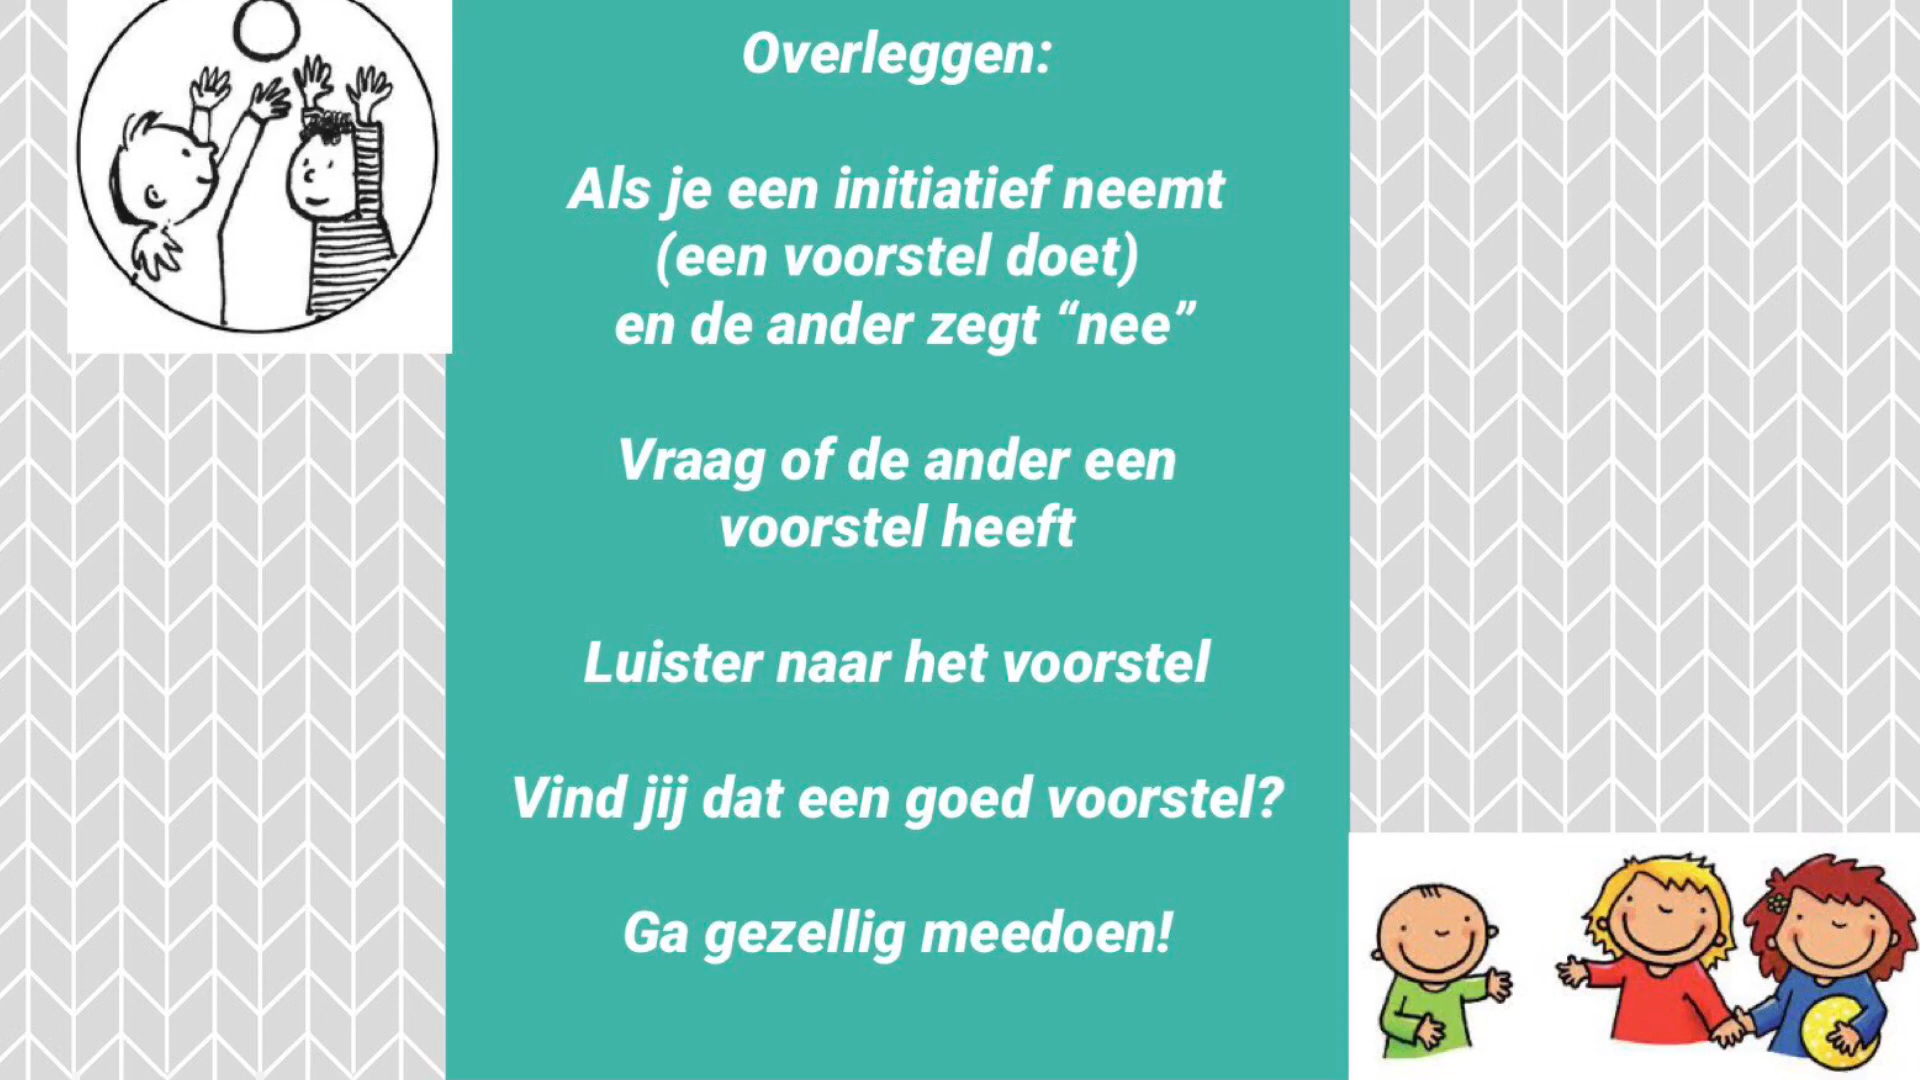 Overleggen:
Als je een initiatief neemt
(een voorstel doet)
en de ander zegt “nee”
Vraag of de ander een
voorstel heeft
Luister naar het voorstel
Vind jij dat een goed voorstel?
Ga gezellig meedoen!